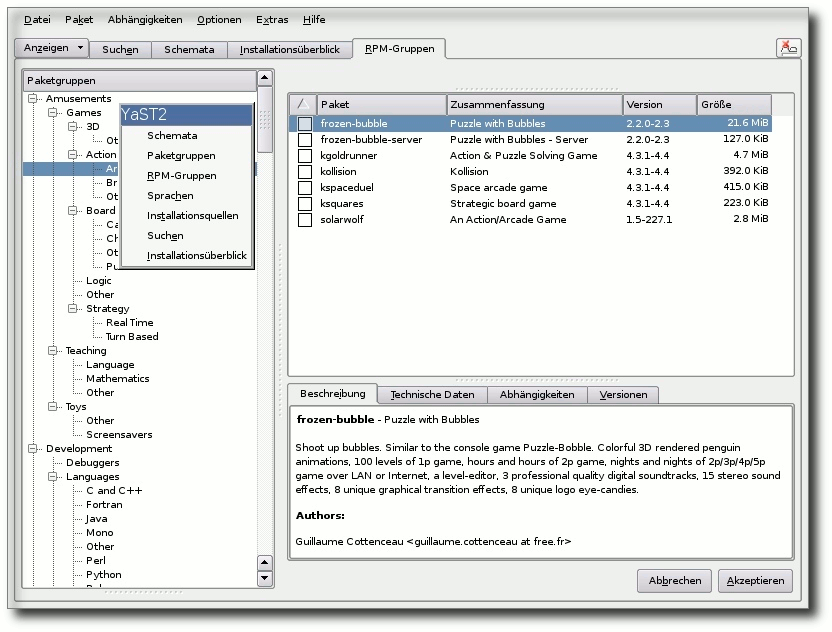 Datei Paket Abhängigkeiten Optionen Extras Hilfe
Anzeigen Suchen Schemata Installationsüberblick RPM-Gruppen
Paketgruppen
Amusements
Games
3D
Ot
Action
Ar
Br
Ot
Board
Ca
Ch
Ot
Pu
Logic
Other
Strategy
Real Time
Turn Based
Teaching
Language
Mathematics
Other
Toys
Other
Screensavers
Development
Debuggers
Languages
C and C++
Fortran
Java
Mono
Other
Perl
Python
YaST2
Schemata
Paketgruppen
RPM-Gruppen
Sprachen
Installationsquellen
Suchen
Installationsüberblick
Paket Zusammenfassung Version Größe
frozen-bubble Puzzle with Bubbles 2.2.0-2.3 21.6 MiB
frozen-bubble-server Puzzle with Bubbles - Server 2.2.0-2.3 127.0 KiB
kgoldrunner Action & Puzzle Solving Game 4.3.1-4.4 4.7 MiB
kollision Kollision 4.3.1-4.4 392.0 KiB
kspaceduel Space arcade game 4.3.1-4.4 415.0 KiB
ksquares Strategic board game 4.3.1-4.4 223.0 KiB
solarwolf An Action/Arcade Game 1.5-227.1 2.8 MiB
Beschreibung Technische Daten Abhängigkeiten Versionen
frozen-bubble - Puzzle with Bubbles
Shoot up bubbles. Similar to the console game Puzzle-Bobble. Colorful 3D rendered penguin
animations, 100 levels of 1p game, hours and hours of 2p game, nights and nights of 2p/3p/4p/5p
game over LAN or Internet, a level-editor, 3 professional quality digital soundtracks, 15 stereo sound
effects, 8 unique graphical transition effects, 8 unique logo eye-candies.
Authors:
Guillaume Cottenceau <guillaume.cottenceau at free.fr>
Abbrechen Akzeptieren